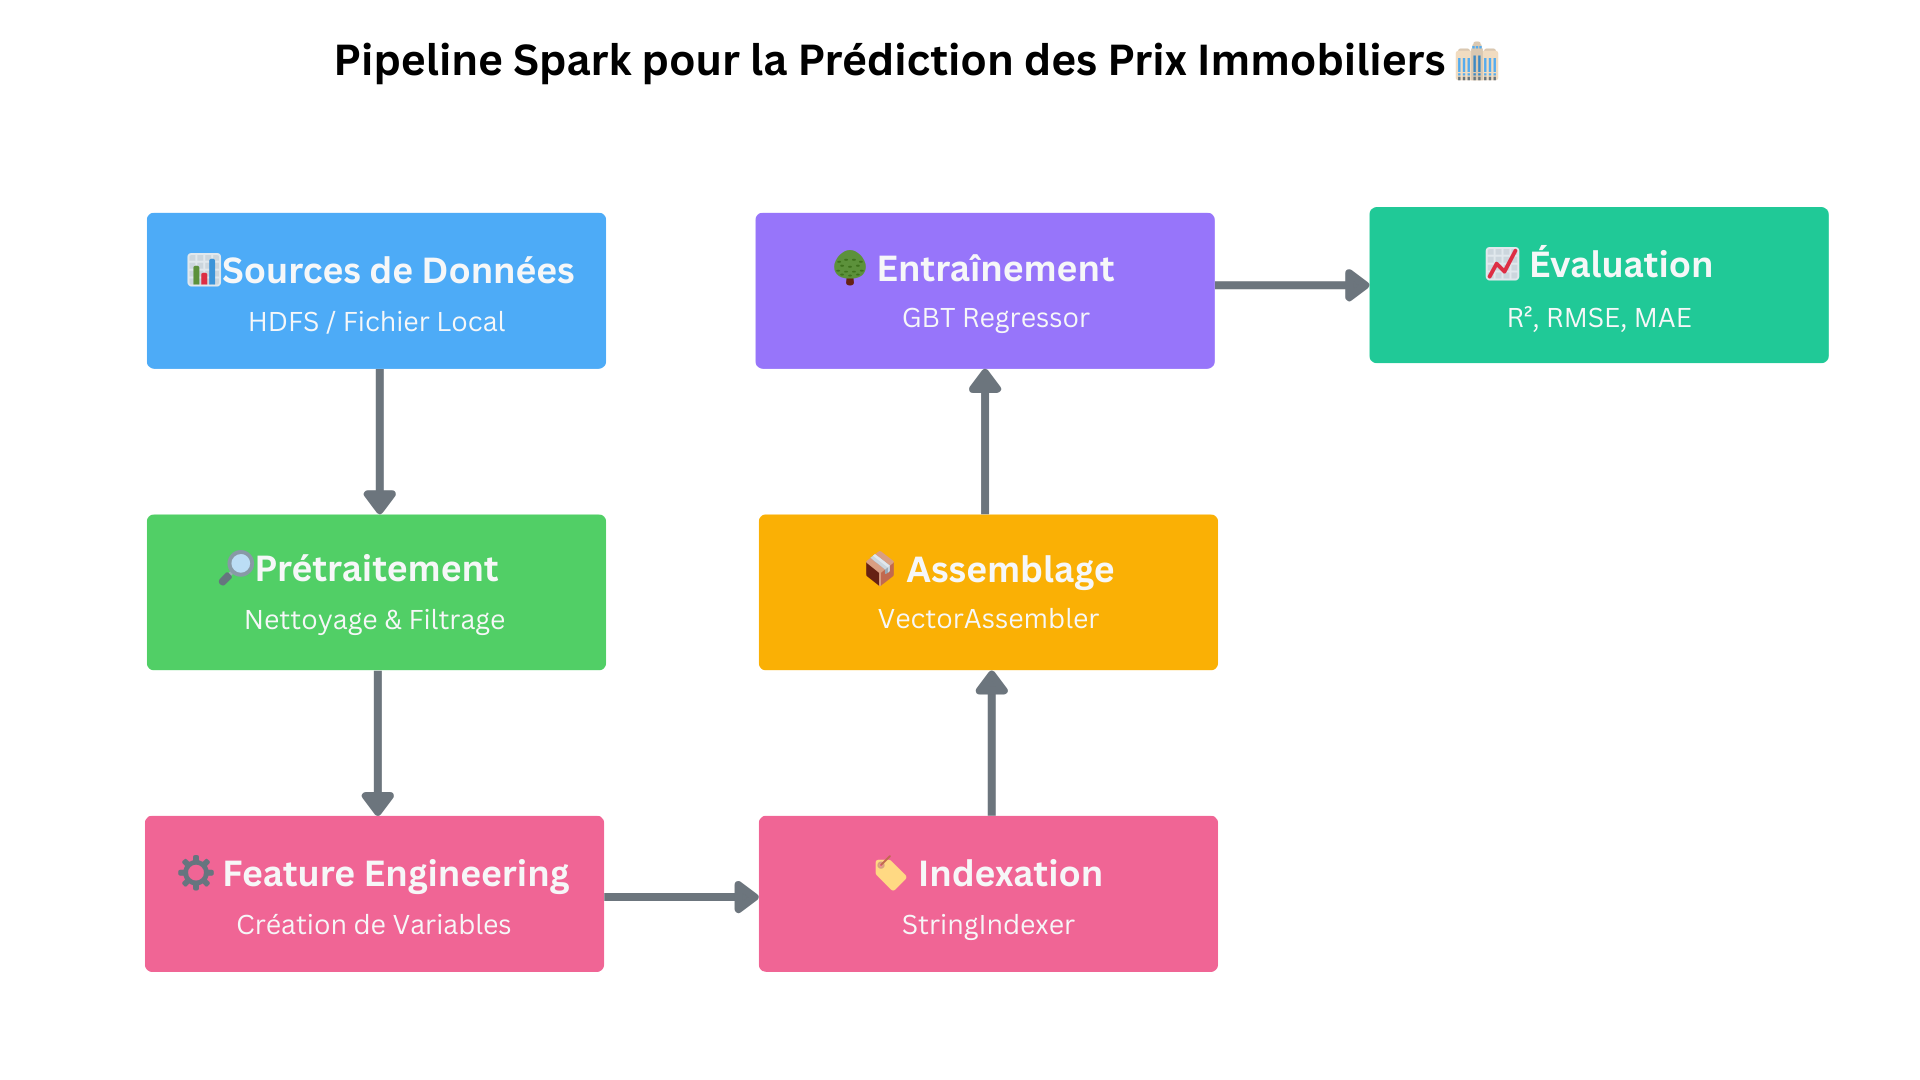 Pipeline Spark pour la Prédiction des Prix Immobiliers
Sources de Données
HDFS / Fichier Local
Prétraitement
Nettoyage & Filtrage
Feature Engineering
Création de Variables
Indexation
StringIndexer
Assemblage
VectorAssembler
Entraînement
GBT Regressor
Évaluation
R², RMSE, MAE